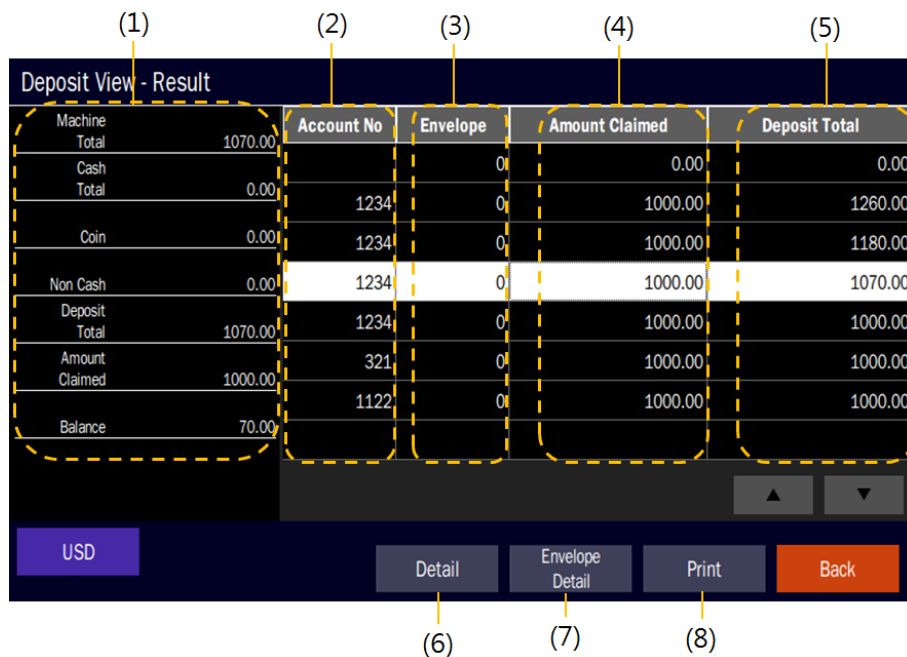 (1) (2) (3) (4) (5)
Deposit View - Result
Machine
Total 1070.00
Cash
Total 0.00
Coin 0.00
Non Cash 0.00
Deposit
Total 1070.00
Amount
Claimed 1000.00
Balance 70.00
Account No Envelope Amount Claimed Deposit Total
0 0.00 0.00
1234 0 1000.00 1260.00
1234 0 1000.00 1180.00
1234 0 1000.00 1070.00
1234 0 1000.00 1000.00
321 0 1000.00 1000.00
1122 0 1000.00 1000.00
▲ ▼
USD
Detail
Envelope
Detail
Print
Back
(6) (7) (8)